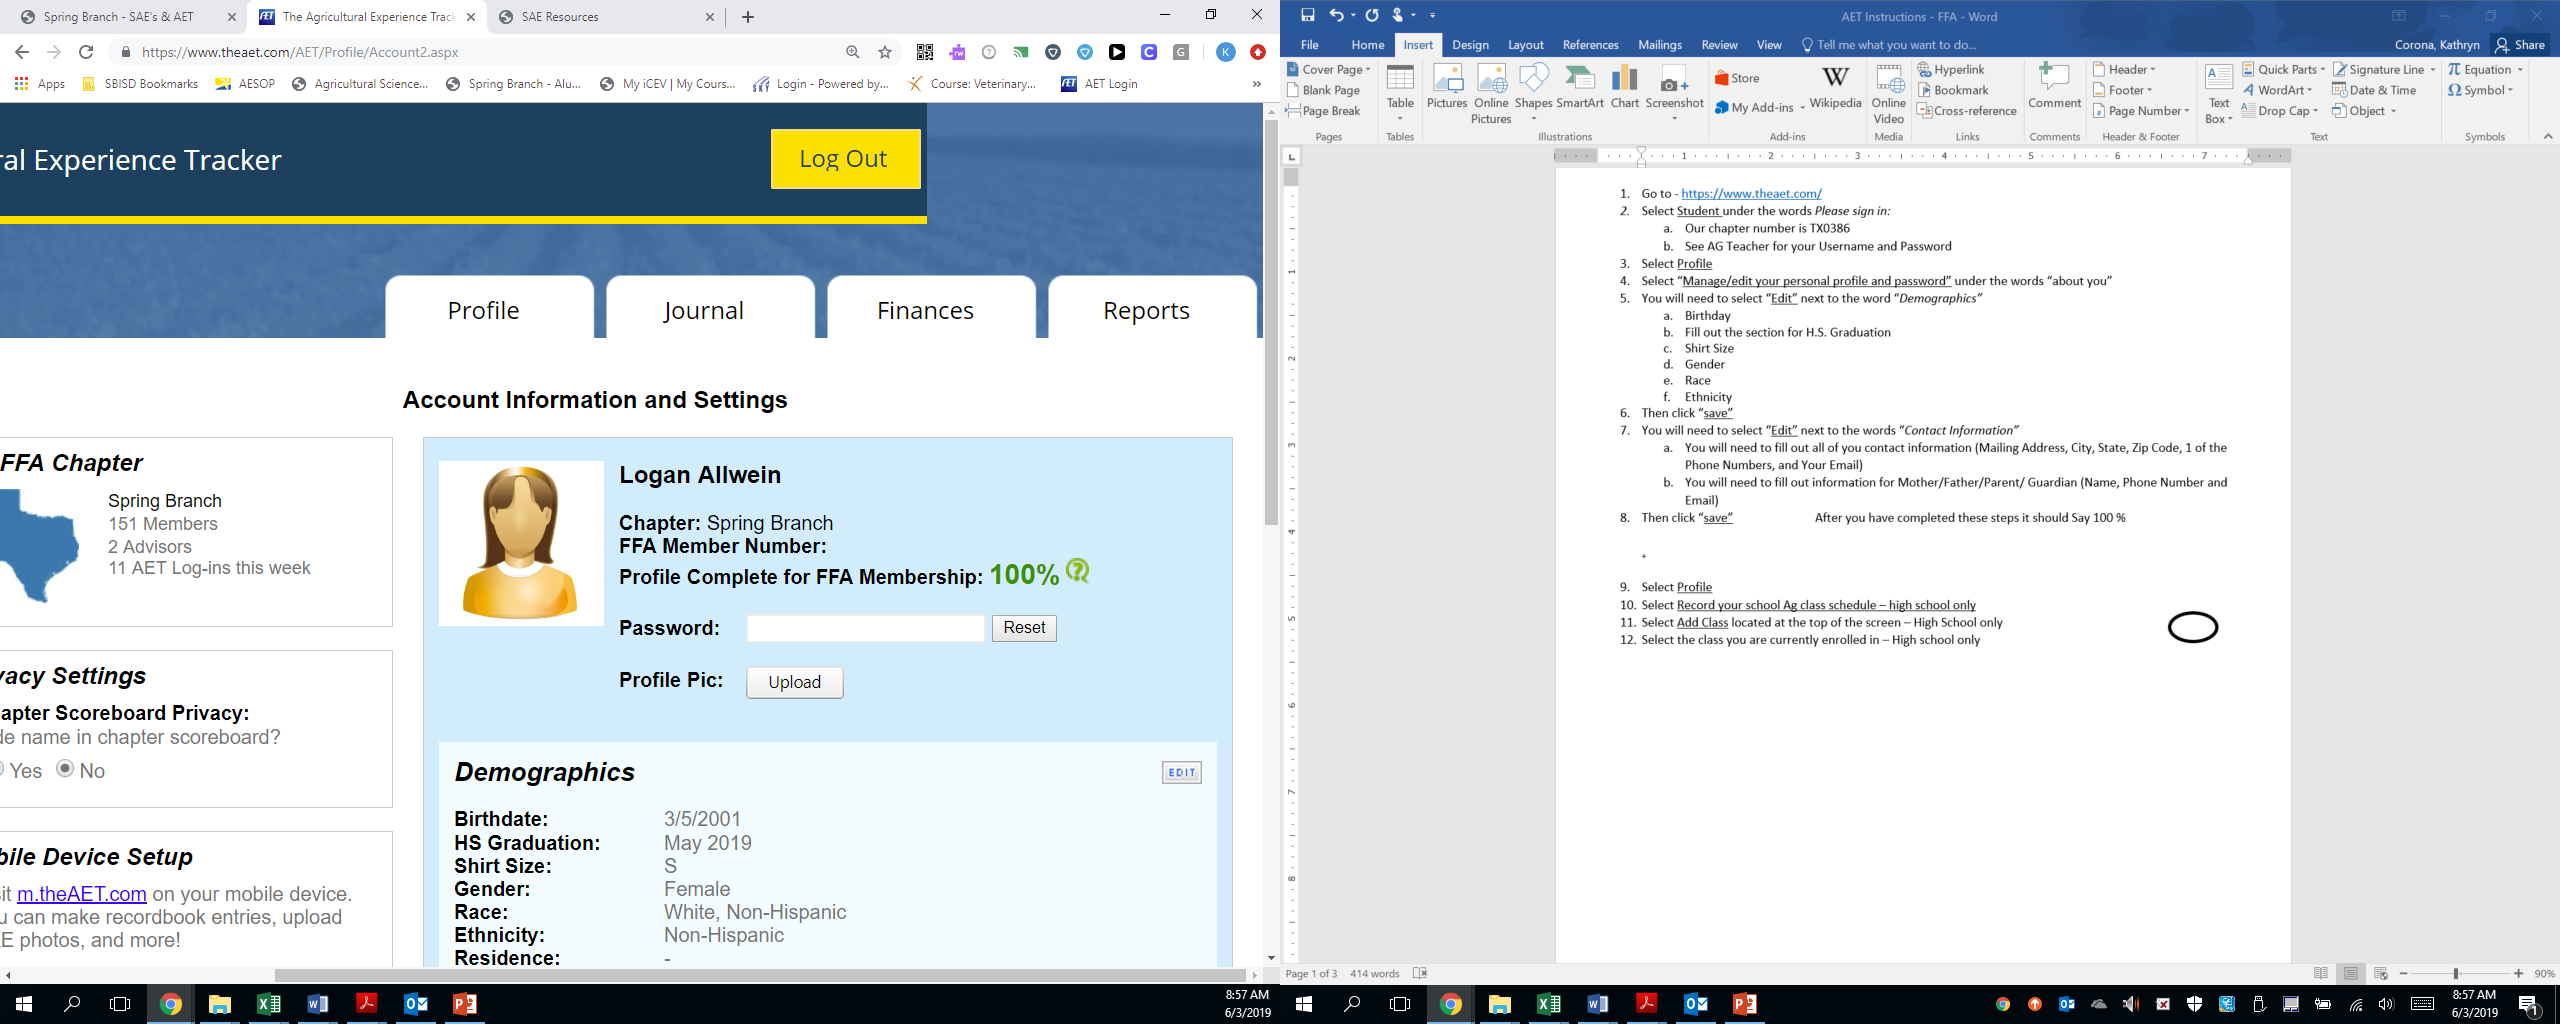 Spring Branch - SAE's & AET
The Agricultural Experience Track
SAE Resources
https://www.theaet.com/AET/Profile/Account2.aspx
K
Apps
SBISD Bookmarks
AESOP
Agricultural Science...
Spring Branch - Alu...
My iCEV | My Cours...
Login - Powered by...
Course: Veterinary...
AET Login
»
ral Experience Tracker
Log Out
Profile
Journal
Finances
Reports
Account Information and Settings
FFA Chapter
Spring Branch
151 Members
2 Advisors
11 AET Log-ins this week
vacy Settings
apter Scoreboard Privacy:
de name in chapter scoreboard?
Yes No
bile Device Setup
sit m.theAET.com on your mobile device.
u can make recordbook entries, upload
E photos, and more!
Logan Allwein
Chapter: Spring Branch
FFA Member Number:
Profile Complete for FFA Membership: 100%
Password:
Reset
Profile Pic:
Upload
Demographics
EDIT
Birthdate: 3/5/2001
HS Graduation: May 2019
Shirt Size: S
Gender: Female
Race: White, Non-Hispanic
Ethnicity: Non-Hispanic
Residence: -
8:57 AM
6/3/2019
AET Instructions - FFA - Word
File Home Insert Design Layout References Mailings Review View Tell me what you want to do...
Corona, Kathryn Share
Cover Page
Blank Page
Page Break
Pages
Table
Tables
Pictures
Online Pictures
Shapes
SmartArt
Chart
Screenshot
Illustrations
Store
My Add-ins
Wikipedia
Add-ins
Online Video
Media
Hyperlink
Bookmark
Cross-reference
Links
Comment
Comments
Header
Footer
Page Number
Header & Footer
Text Box
Quick Parts
WordArt
Drop Cap
Signature Line
Date & Time
Object
Text
Equation
Symbol
Symbols
1 2 3 4 5 6 7
1. Go to - https://www.theaet.com/
2. Select Student under the words Please sign in:
a. Our chapter number is TX0386
b. See AG Teacher for your Username and Password
3. Select Profile
4. Select “Manage/edit your personal profile and password” under the words “about you”
5. You will need to select “Edit” next to the word “Demographics”
a. Birthday
b. Fill out the section for H.S. Graduation
c. Shirt Size
d. Gender
e. Race
f. Ethnicity
6. Then click “save”
7. You will need to select “Edit” next to the words “Contact Information”
a. You will need to fill out all of you contact information (Mailing Address, City, State, Zip Code, 1 of the
Phone Numbers, and Your Email)
b. You will need to fill out information for Mother/Father/Parent/ Guardian (Name, Phone Number and
Email)
8. Then click “save” After you have completed these steps it should Say 100 %
9. Select Profile
10. Select Record your school Ag class schedule – high school only
11. Select Add Class located at the top of the screen – High School only
12. Select the class you are currently enrolled in – High school only
Page 1 of 3 414 words
90%
8:57 AM
6/3/2019